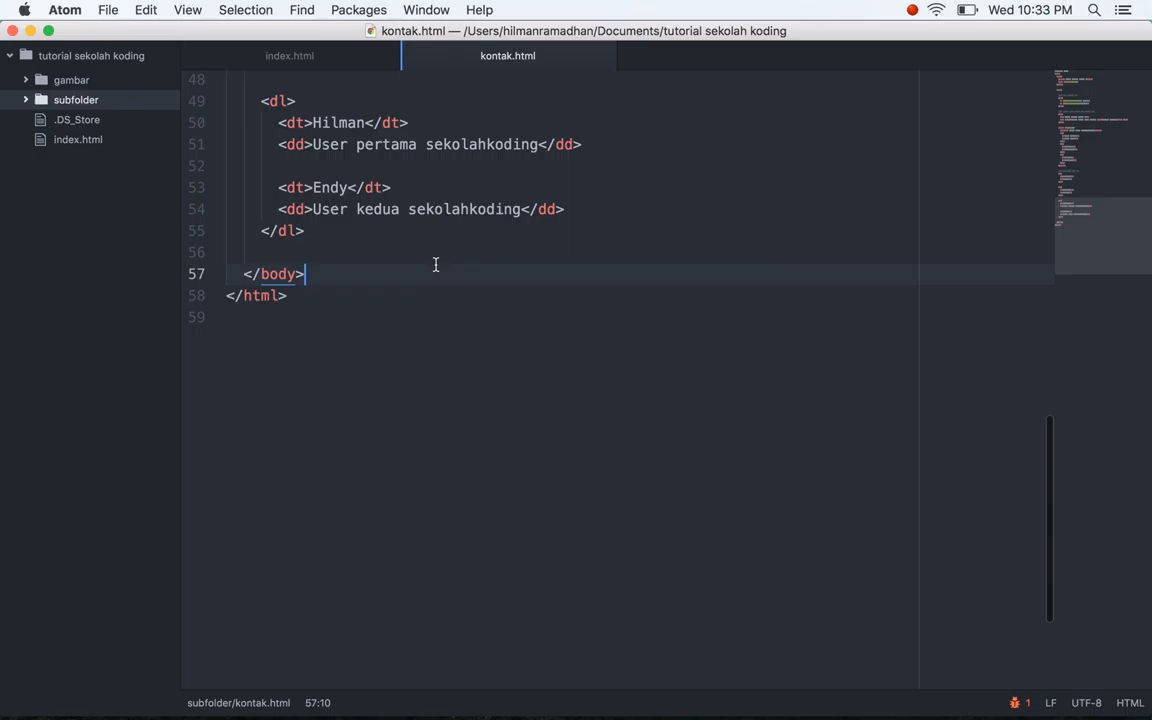 Atom File Edit View Selection Find Packages Window Help Wed 10:33 PM
kontak.html — /Users/hilmanramadhan/Documents/tutorial sekolah koding
tutorial sekolah koding
gambar
subfolder
.DS_Store
index.html
index.html kontak.html
48
49 <dl>
50 <dt>Hilman</dt>
51 <dd>User pertama sekolahkoding</dd>
52
53 <dt>Endy</dt>
54 <dd>User kedua sekolahkoding</dd>
55 </dl>
56
57 </body>
58 </html>
59
subfolder/kontak.html 57:10 1 LF UTF-8 HTML